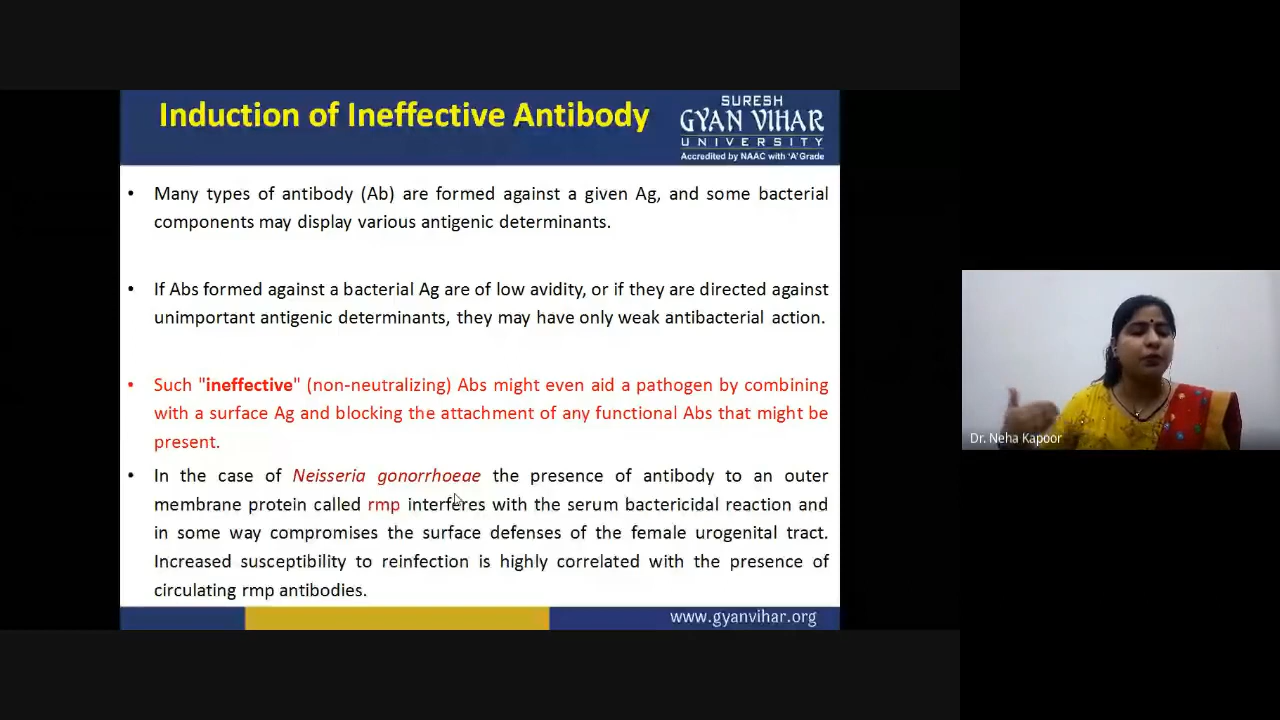 Induction of Ineffective Antibody
SURESH
GYAN VIHAR
UNIVERSITY
Accredited by NAAC with 'A' Grade
• Many types of antibody (Ab) are formed against a given Ag, and some bacterial
components may display various antigenic determinants.
• If Abs formed against a bacterial Ag are of low avidity, or if they are directed against
unimportant antigenic determinants, they may have only weak antibacterial action.
• Such "ineffective" (non-neutralizing) Abs might even aid a pathogen by combining
with a surface Ag and blocking the attachment of any functional Abs that might be
present.
• In the case of Neisseria gonorrhoeae the presence of antibody to an outer
membrane protein called rmp interferes with the serum bactericidal reaction and
in some way compromises the surface defenses of the female urogenital tract.
Increased susceptibility to reinfection is highly correlated with the presence of
circulating rmp antibodies.
www.gyanvihar.org
Dr. Neha Kapoor